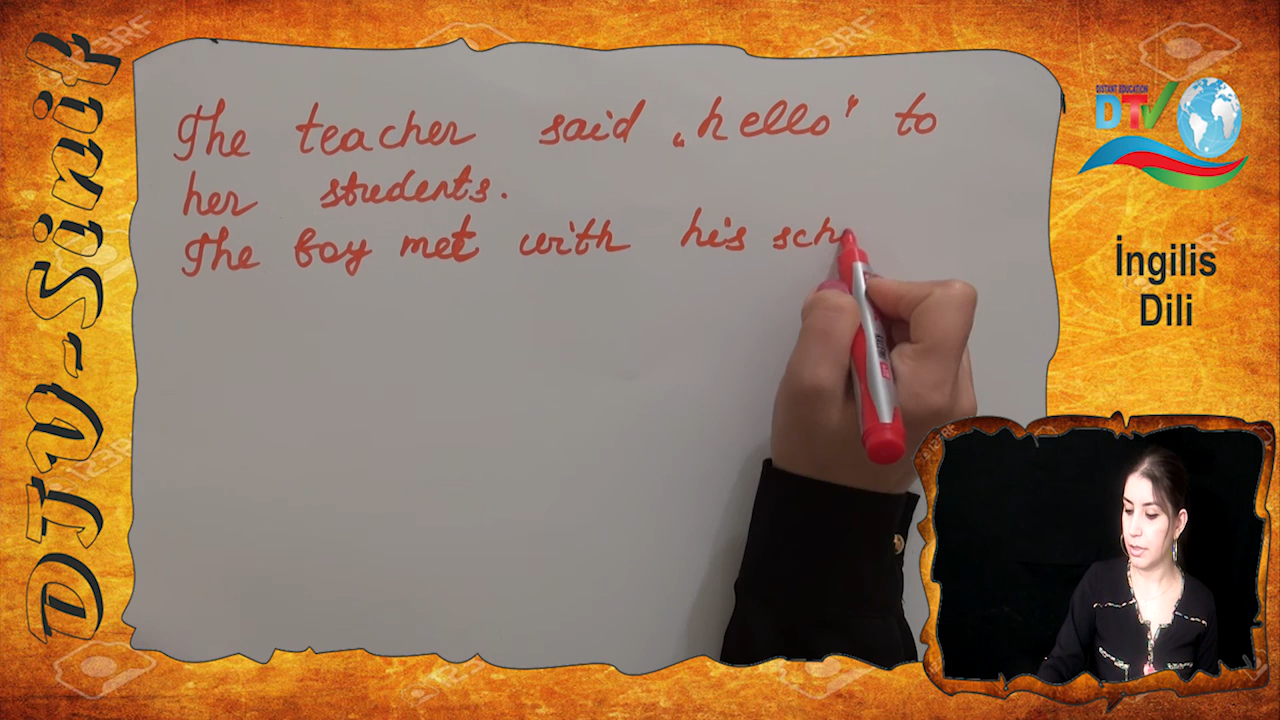 The teacher said „hello" to
her students.
The boy met with his sch
DTV-Sinif
DISTANT EDUCATION
DTV
İngilis
Dili
123RF